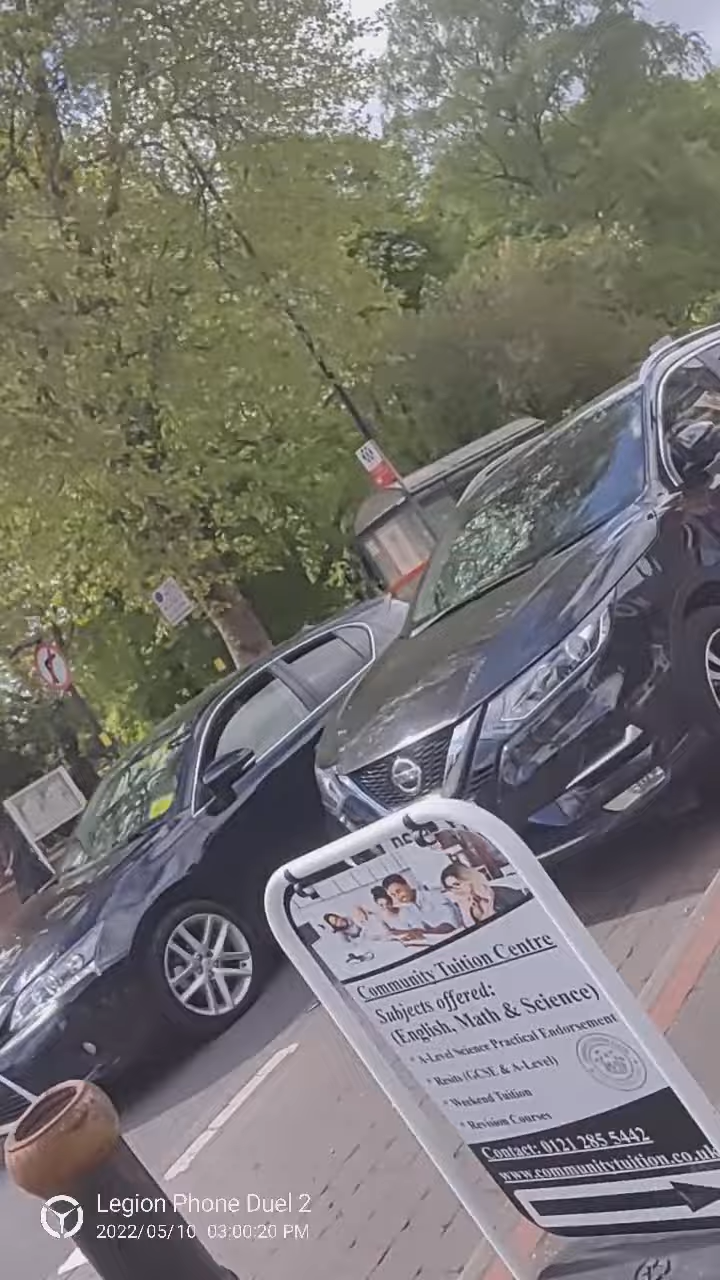 Community Tuition Centre
Subjects offered:
(English, Math & Science)
* A-Level Science Practical Endorsement
* Resits (GCSE & A-Level)
* Weekend Tuition
* Revision Courses
Contact: 0121 285 5442
www.communitytuition.co.uk
Legion Phone Duel 2
2022/05/10 03:00:20 PM